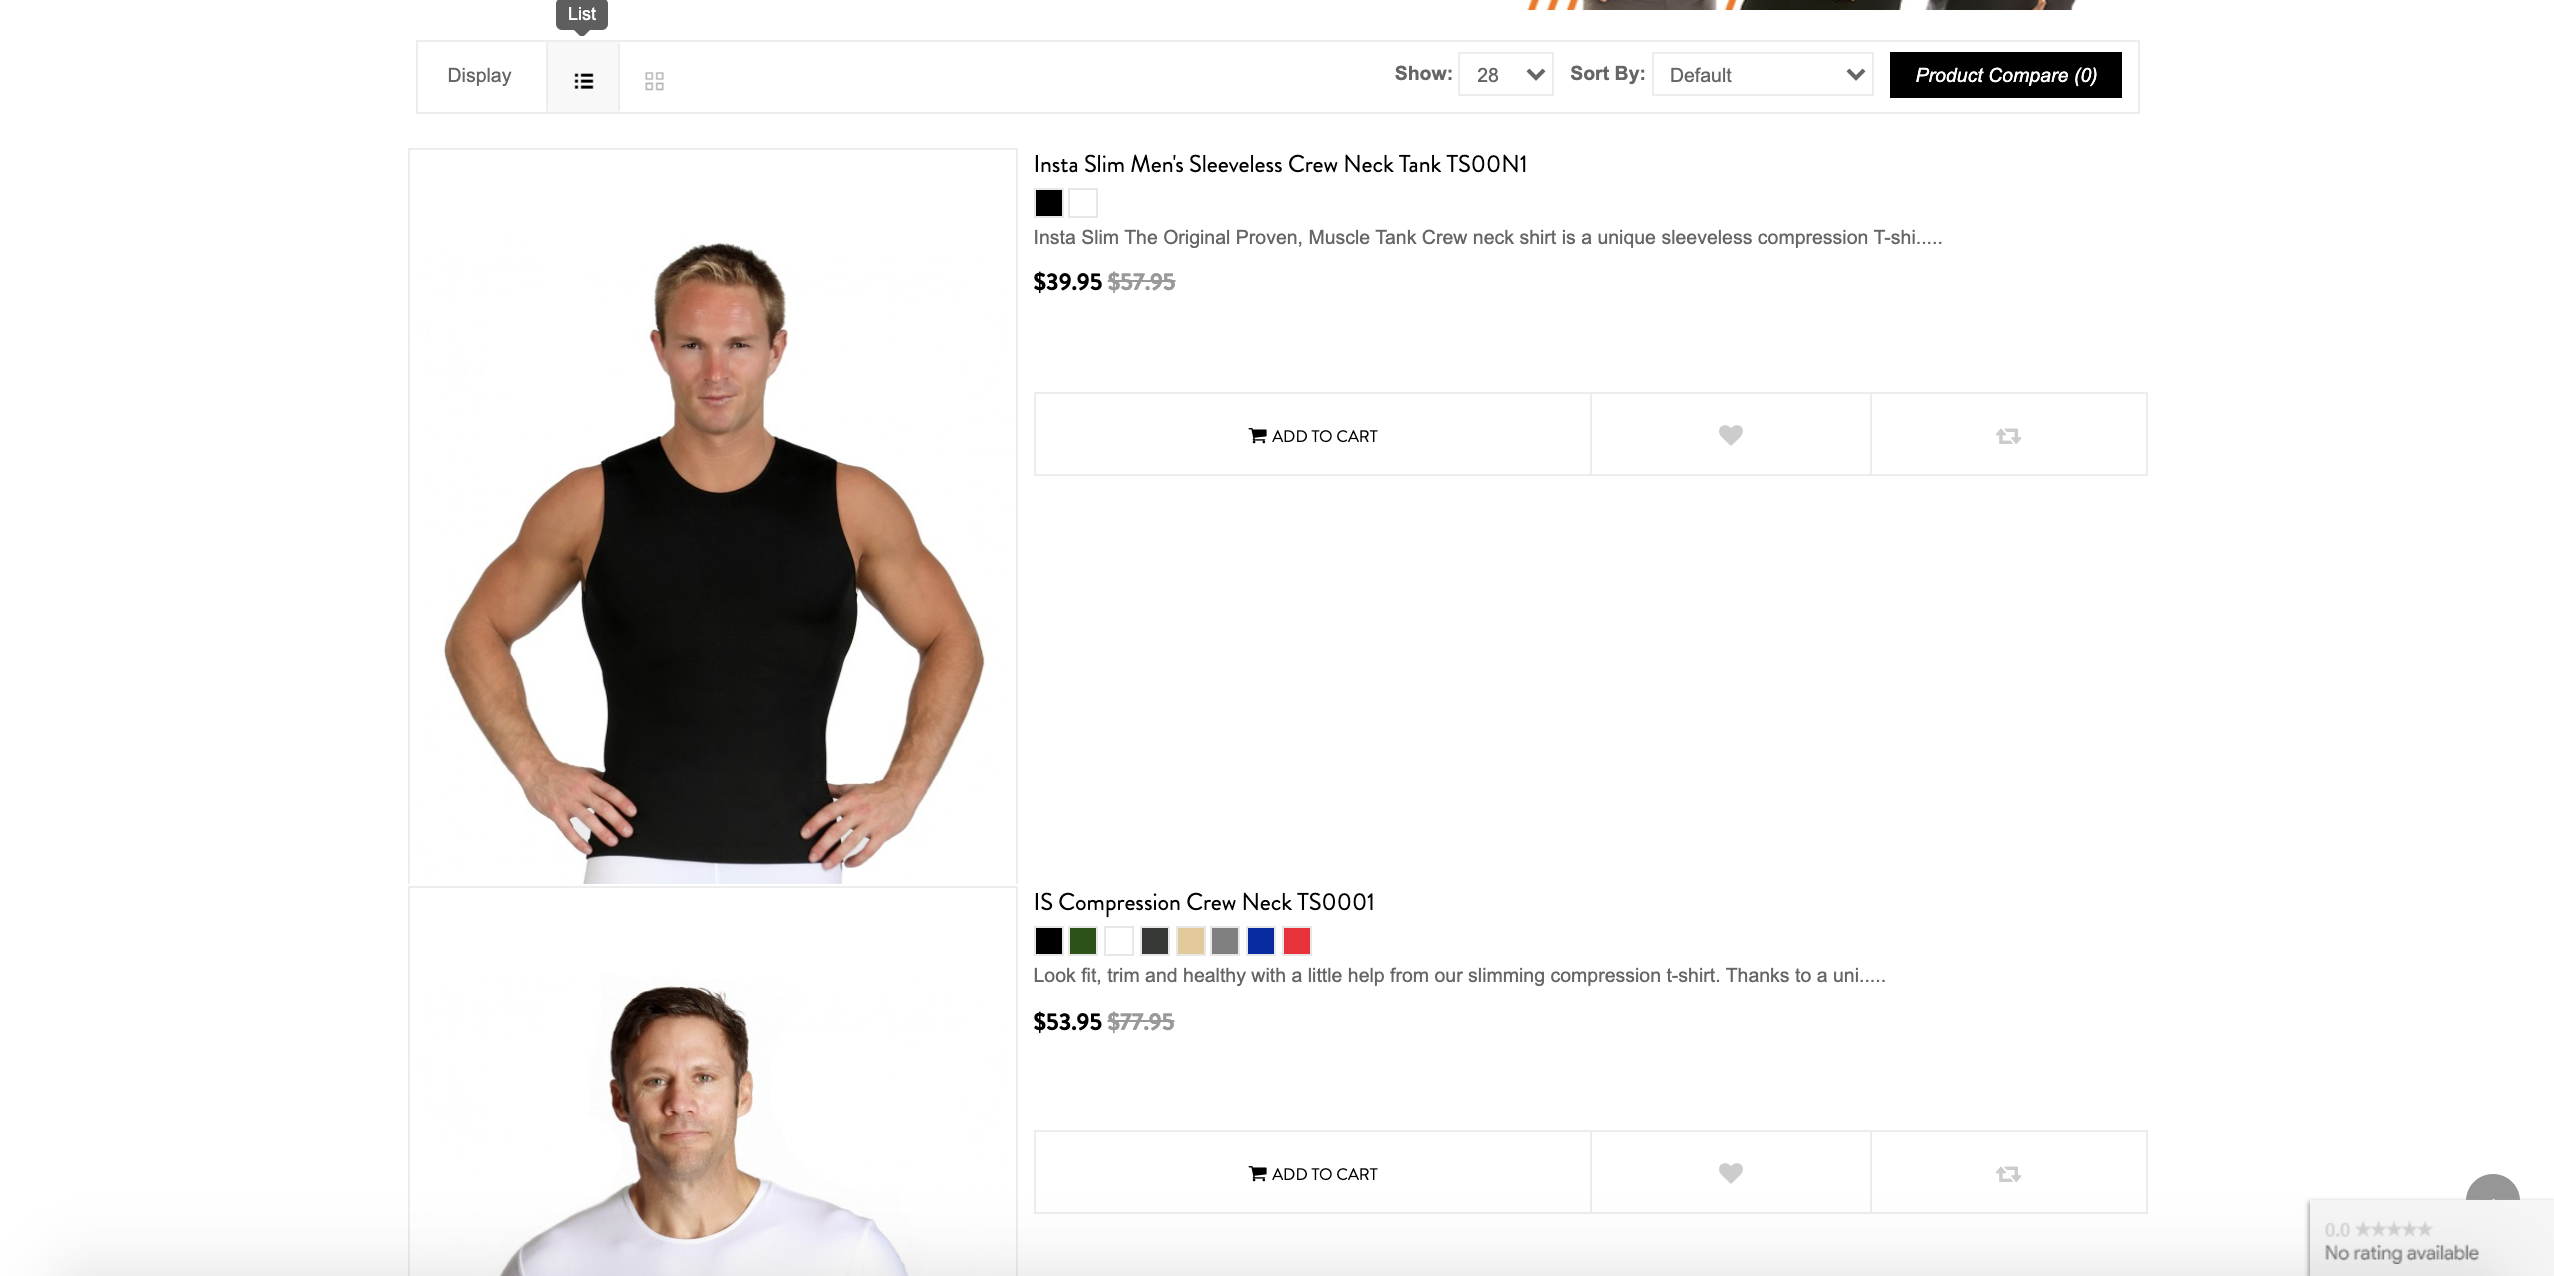 List
Display
Show: 28 Sort By: Default Product Compare (0)
Insta Slim Men's Sleeveless Crew Neck Tank TS00N1
Insta Slim The Original Proven, Muscle Tank Crew neck shirt is a unique sleeveless compression T-shi.....
$39.95 $57.95
ADD TO CART
IS Compression Crew Neck TS0001
Look fit, trim and healthy with a little help from our slimming compression t-shirt. Thanks to a uni.....
$53.95 $77.95
ADD TO CART
0.0 ★★★★★
No rating available